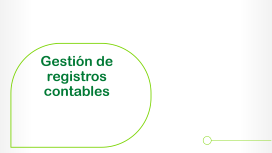 Gestión de
registros
contables